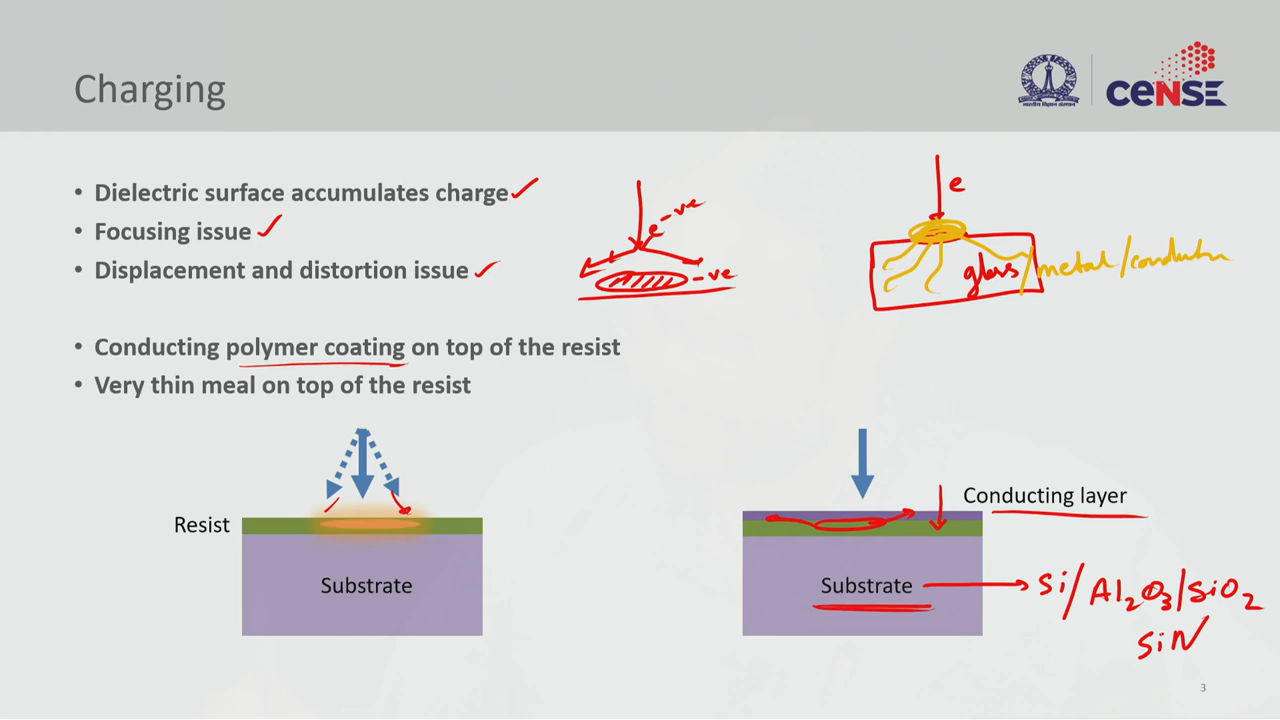 Charging
CeNSE
• Dielectric surface accumulates charge
• Focusing issue
• Displacement and distortion issue
e -ve
-ve
e
glass/metal/conductor
• Conducting polymer coating on top of the resist
• Very thin meal on top of the resist
Resist
Substrate
Conducting layer
Substrate
Si/Al2O3/SiO2
SiN
3